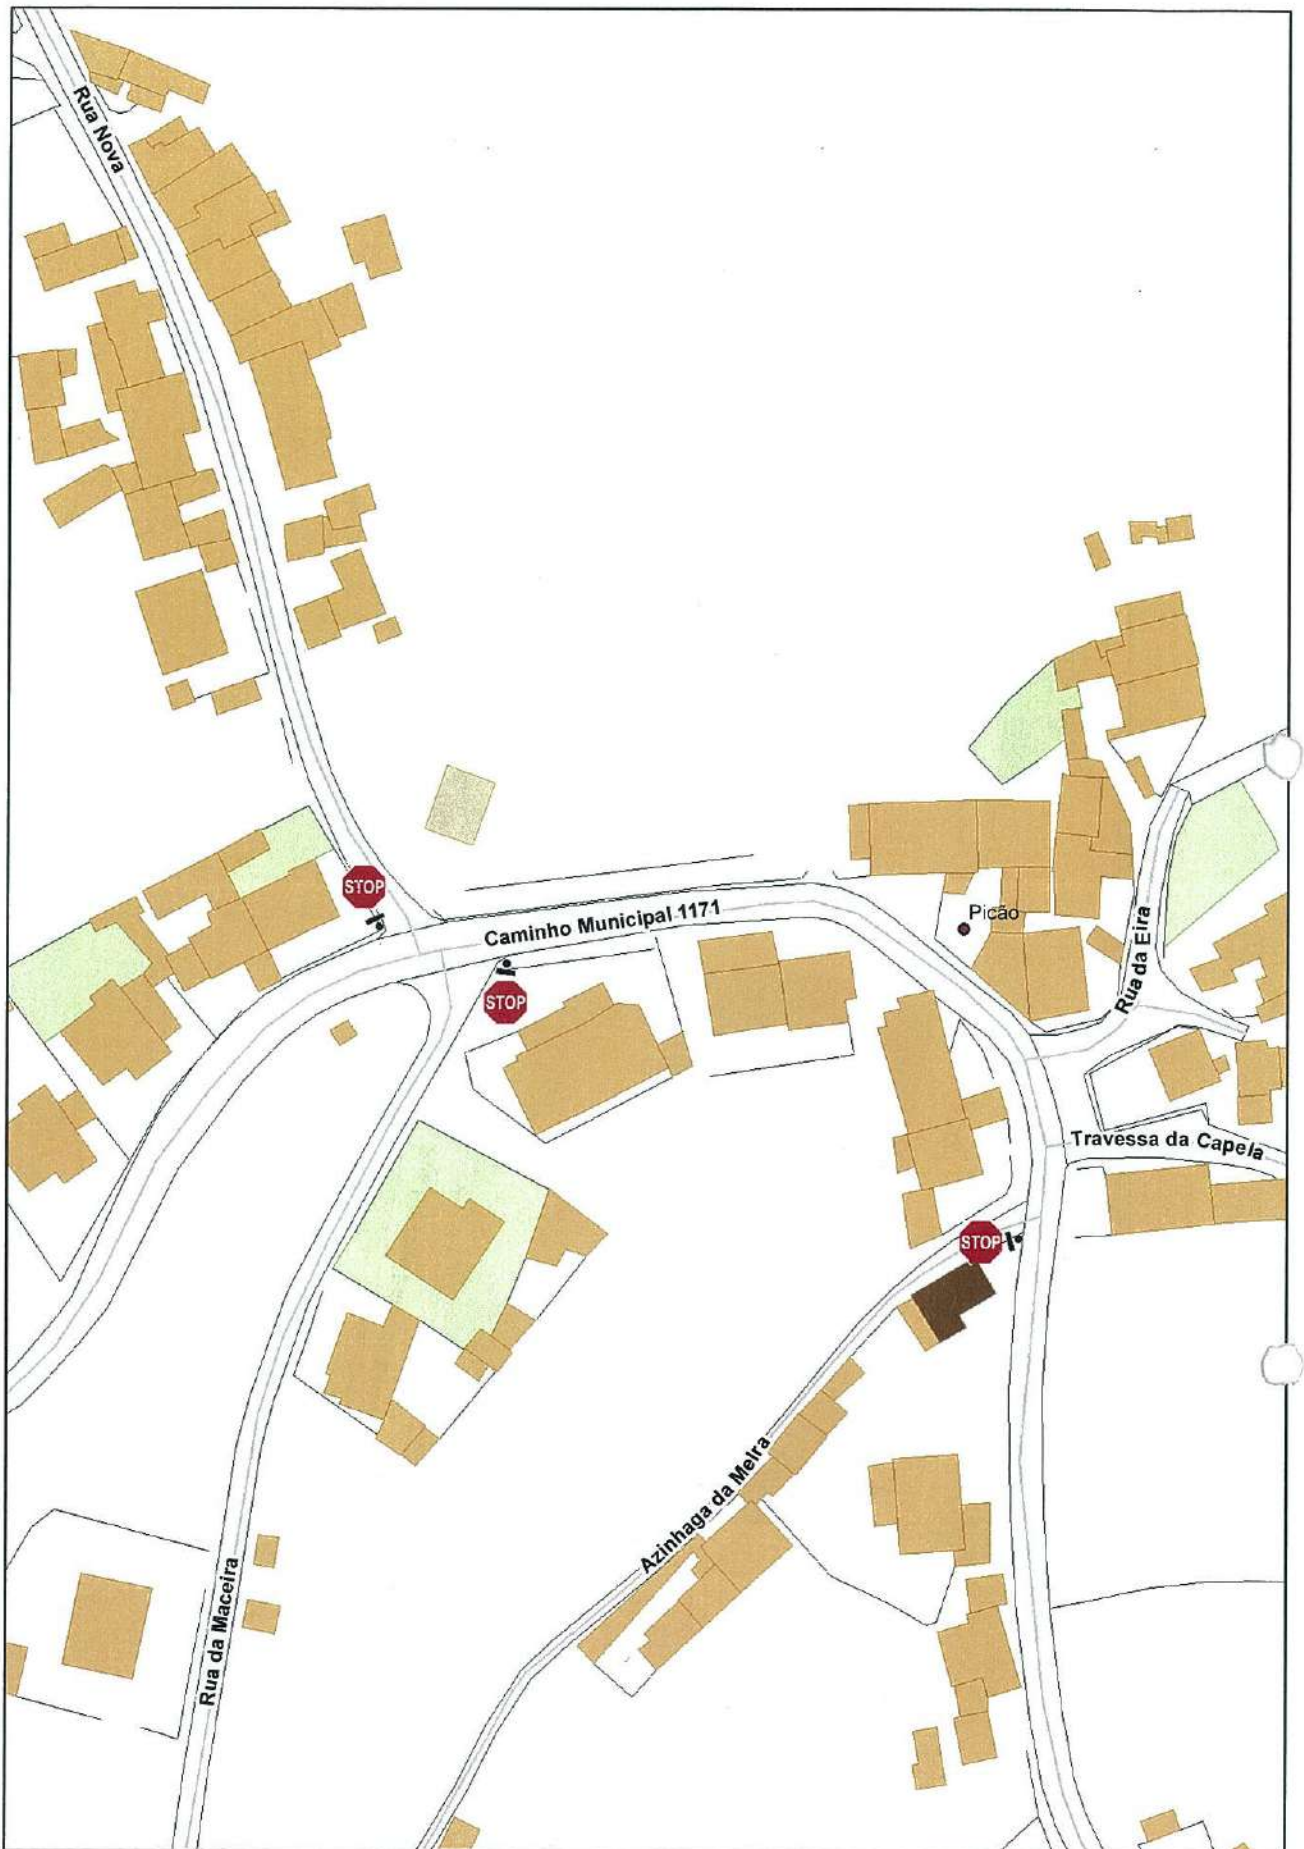 Rua Nova
STOP
Caminho Municipal 1171
Picão
STOP
Rua da Eira
Travessa da Capela
STOP
Azinhaga da Meira
Rua da Maceira